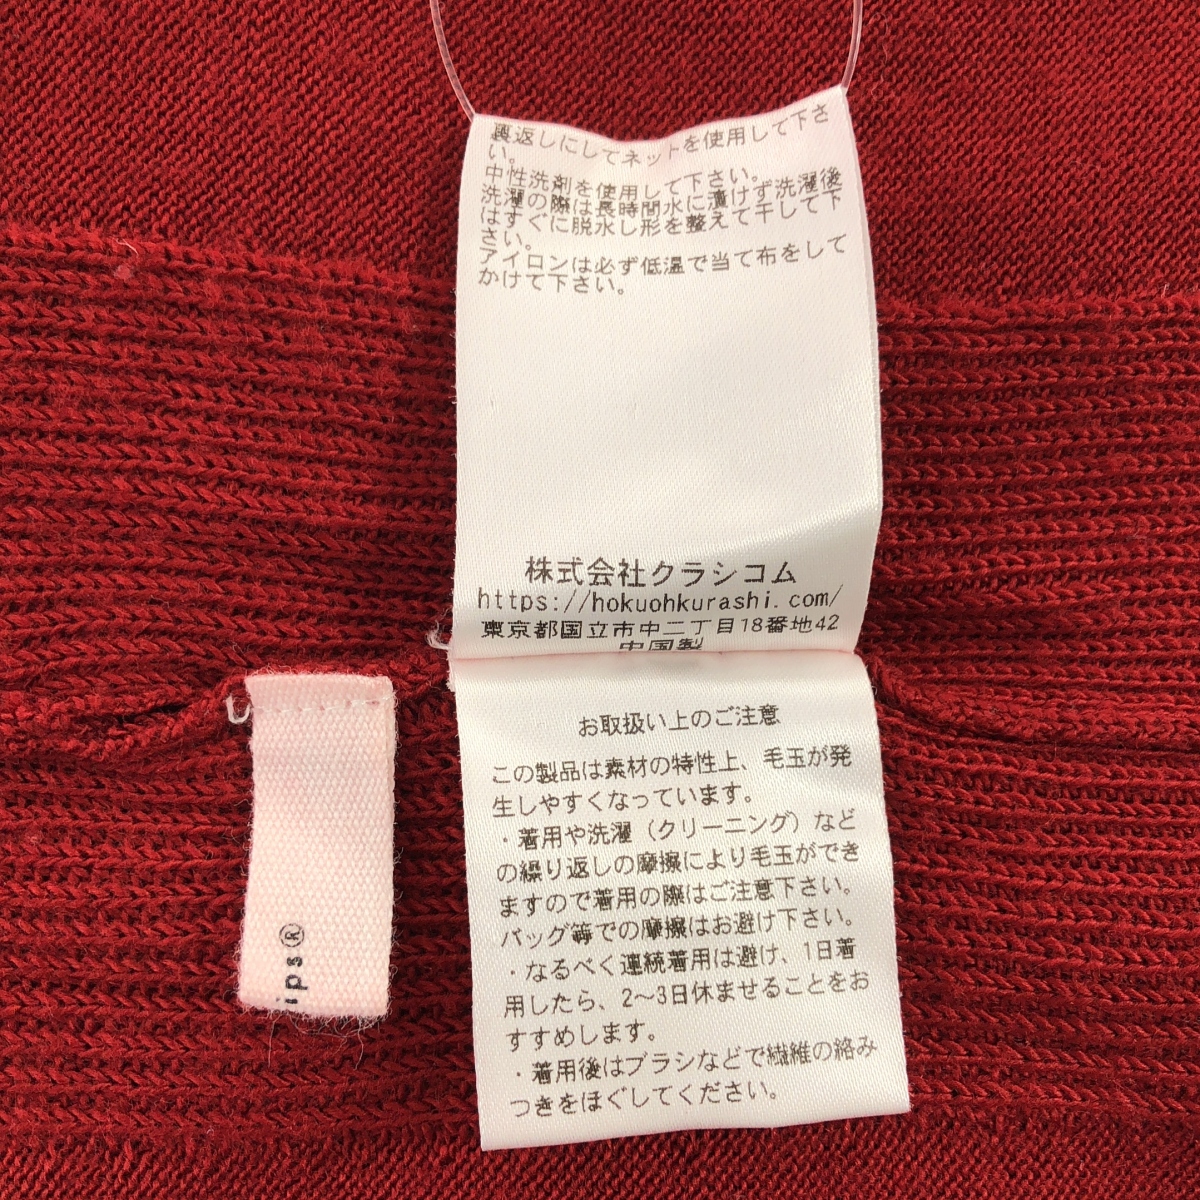 裏返しにしてネットを使用して下さ
い。
中性洗剤を使用して下さい。
洗濯の際は長時間水に漬けず洗濯後
はすぐに脱水し形を整えて干して下
さい。
アイロンは必ず低温で当て布をして
かけて下さい。
株式会社クラシコム
https://hokuohkurashi.com/
東京都国立市中二丁目18番地42
中国製
お取扱い上のご注意
この製品は素材の特性上、毛玉が発
生しやすくなっています。
・着用や洗濯（クリーニング）など
の繰り返しの摩擦により毛玉ができ
ますので着用の際はご注意下さい。
バッグ等での摩擦はお避け下さい。
・なるべく連続着用は避け、1日着
用したら、2〜3日休ませることをお
すすめします。
・着用後はブラシなどで繊維の絡み
つきをほぐしてください。
ips®